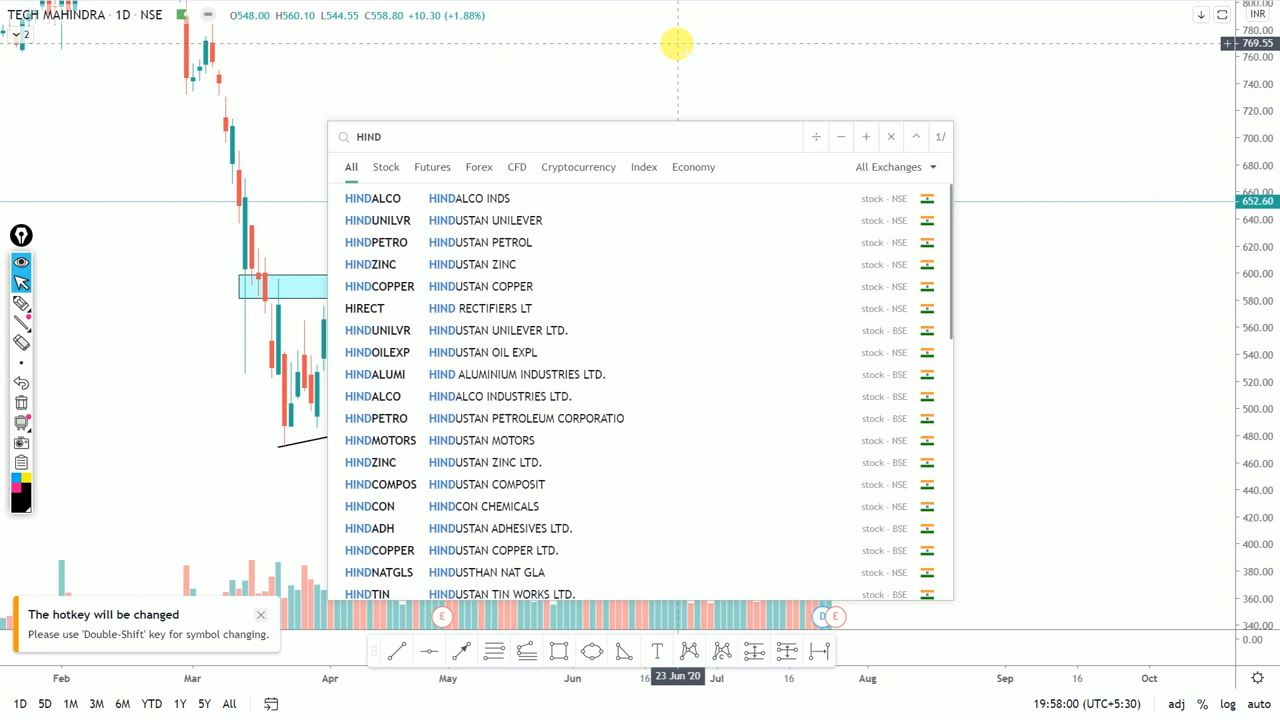 TECH MAHINDRA · 1D · NSE
O548.00 H560.10 L544.55 C558.80 +10.30 (+1.88%)
INR
2
800.00
780.00
769.55
760.00
740.00
720.00
700.00
680.00
660.00
652.60
640.00
620.00
600.00
580.00
560.00
540.00
520.00
500.00
480.00
460.00
440.00
420.00
400.00
380.00
360.00
340.00
0.00
HIND
1/
All Stock Futures Forex CFD Cryptocurrency Index Economy All Exchanges
HINDALCO HINDALCO INDS stock - NSE
HINDUNILVR HINDUSTAN UNILEVER stock - NSE
HINDPETRO HINDUSTAN PETROL stock - NSE
HINDZINC HINDUSTAN ZINC stock - NSE
HINDCOPPER HINDUSTAN COPPER stock - NSE
HIRECT HIND RECTIFIERS LT stock - NSE
HINDUNILVR HINDUSTAN UNILEVER LTD. stock - BSE
HINDOILEXP HINDUSTAN OIL EXPL stock - NSE
HINDALUMI HIND ALUMINIUM INDUSTRIES LTD. stock - BSE
HINDALCO HINDALCO INDUSTRIES LTD. stock - BSE
HINDPETRO HINDUSTAN PETROLEUM CORPORATIO stock - BSE
HINDMOTORS HINDUSTAN MOTORS stock - NSE
HINDZINC HINDUSTAN ZINC LTD. stock - BSE
HINDCOMPOS HINDUSTAN COMPOSIT stock - NSE
HINDCON HINDCON CHEMICALS stock - NSE
HINDADH HINDUSTAN ADHESIVES LTD. stock - BSE
HINDCOPPER HINDUSTAN COPPER LTD. stock - BSE
HINDNATGLS HINDUSTHAN NAT GLA stock - NSE
HINDTIN HINDUSTAN TIN WORKS LTD. stock - BSE
The hotkey will be changed
Please use 'Double-Shift' key for symbol changing.
E D E
T C
Feb Mar Apr May Jun 16 23 Jun '20 Jul 16 Aug Sep 16 Oct
1D 5D 1M 3M 6M YTD 1Y 5Y All 19:58:00 (UTC+5:30) adj % log auto